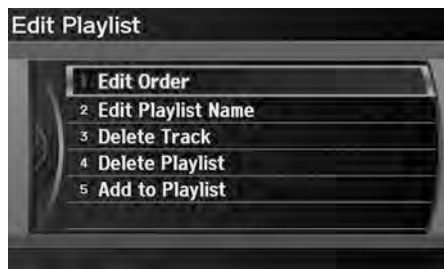 Edit Playlist
1 Edit Order
2 Edit Playlist Name
3 Delete Track
4 Delete Playlist
5 Add to Playlist